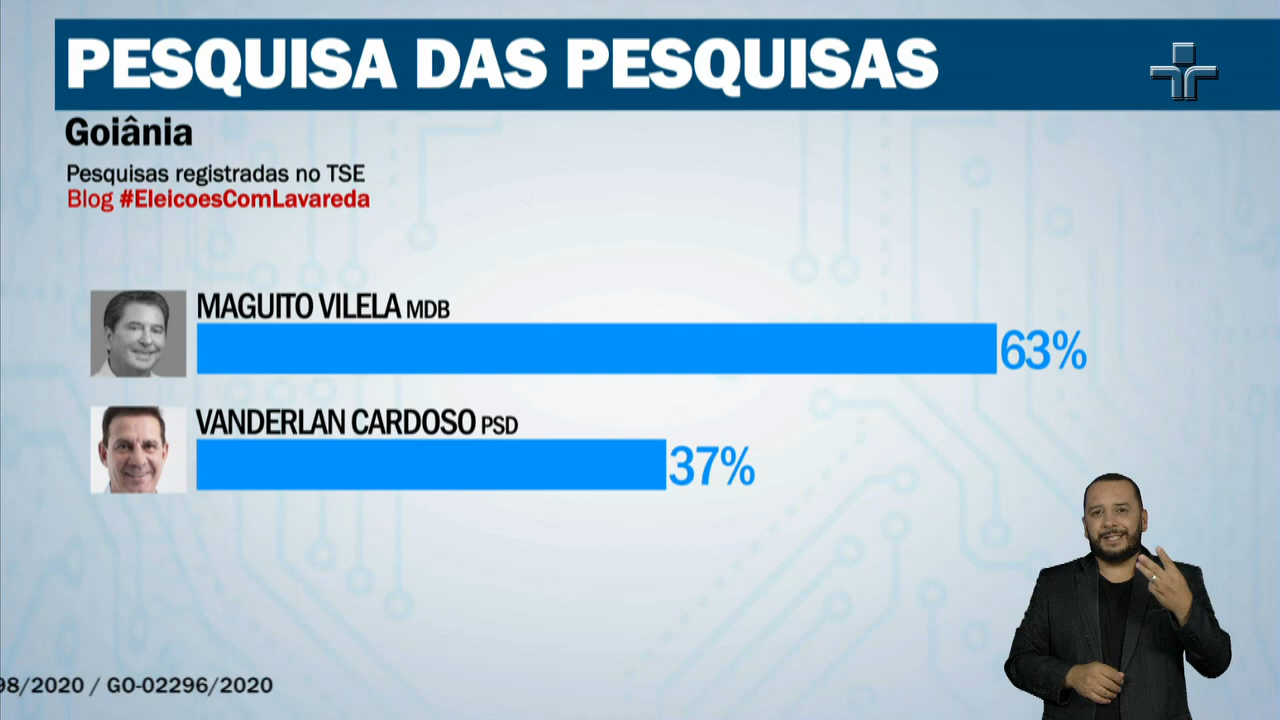 PESQUISA DAS PESQUISAS
Goiânia
Pesquisas registradas no TSE
Blog #EleicoesComLavareda
MAGUITO VILELA MDB
63%
VANDERLAN CARDOSO PSD
37%
98/2020 / GO-02296/2020